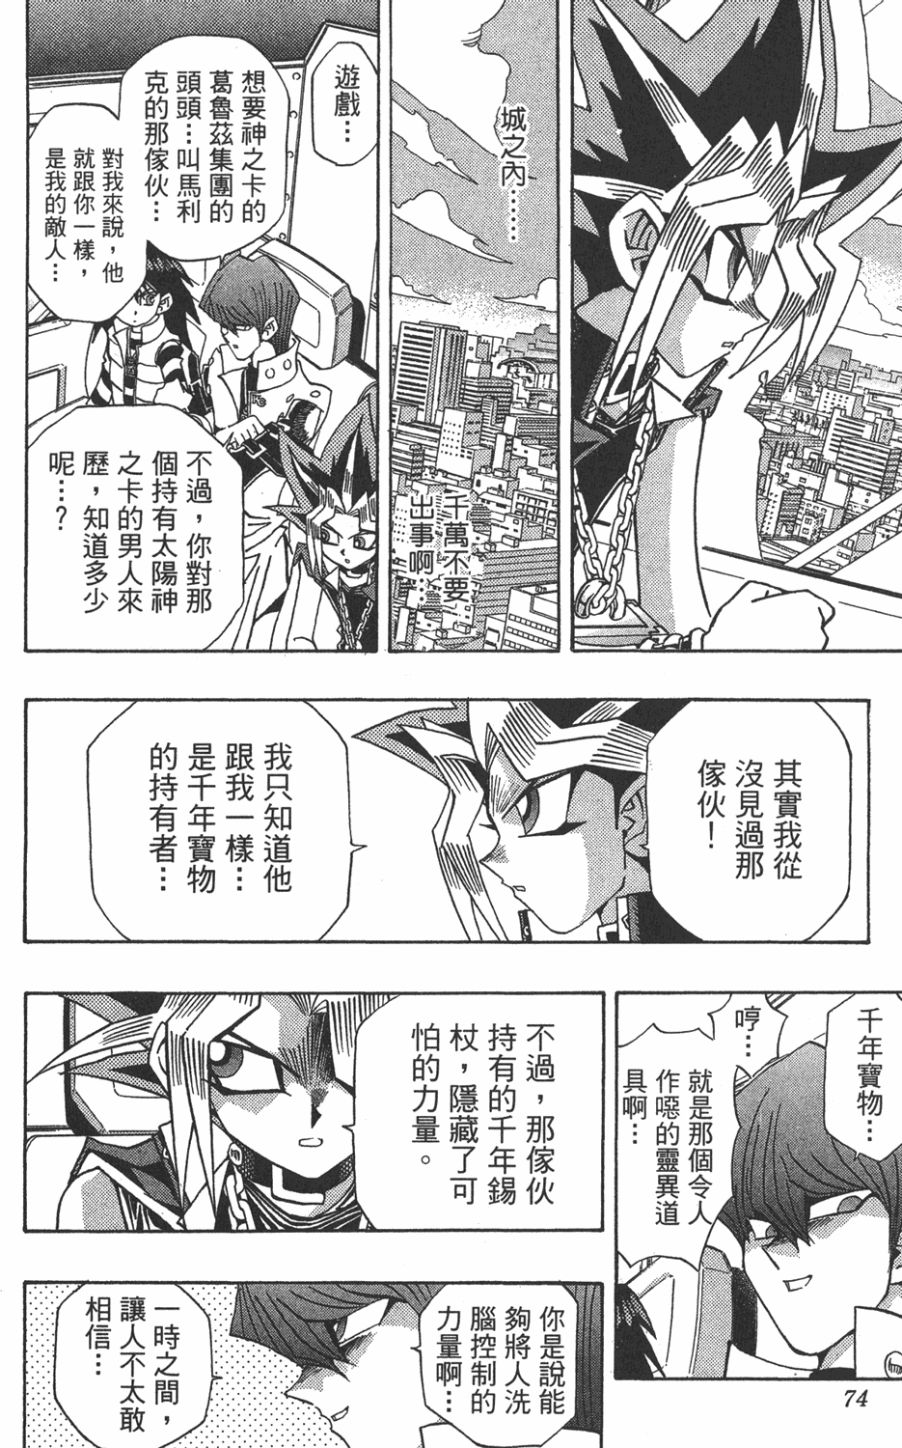 城之內……
千萬不要
出事啊…
遊戲…
想要神之卡的
葛魯茲集團的
頭頭…叫馬利
克的那傢伙…
對我來說，他
就跟你一樣，
是我的敵人…
不過，你對那
個持有太陽神
之卡的男人來
歷，知道多少
呢…？
其實我從
沒見過那
傢伙！
我只知道他
跟我一樣…
是千年寶物
的持有者…
千年寶物…
哼…
就是那個令人
作噁的靈異道
具啊…
不過，那傢伙
持有的千年錫
杖，隱藏了可
怕的力量。
你是說能
夠將人洗
腦控制的
力量啊…
一時之間，
讓人不太敢
相信…
74